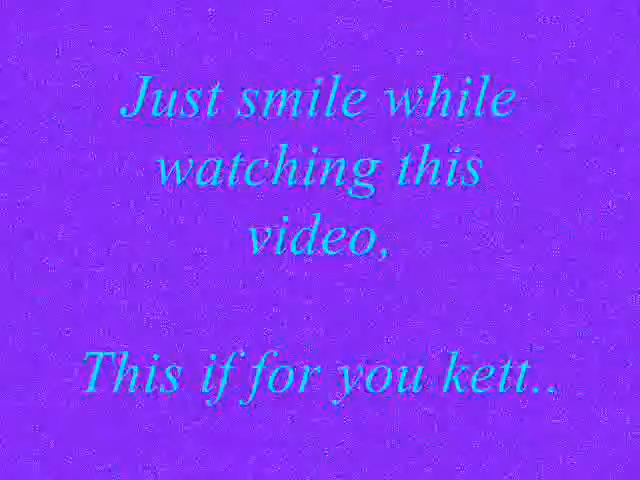 Just smile while
watching this
video,
This if for you kett..